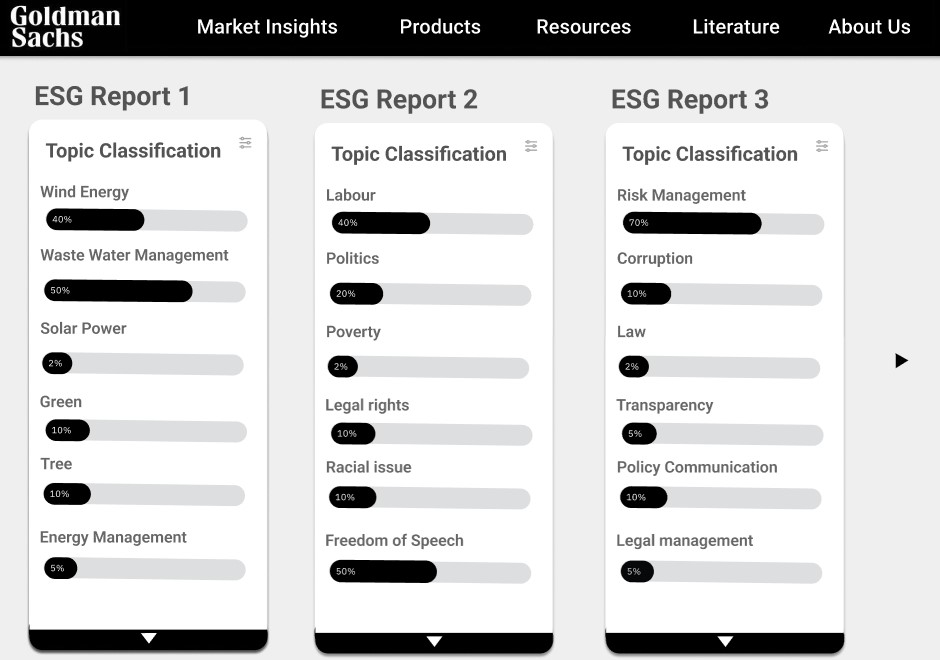 Goldman
Sachs
Market Insights
Products
Resources
Literature
About Us
ESG Report 1
Topic Classification
Wind Energy
40%
Waste Water Management
50%
Solar Power
2%
Green
10%
Tree
10%
Energy Management
5%
ESG Report 2
Topic Classification
Labour
40%
Politics
20%
Poverty
2%
Legal rights
10%
Racial issue
10%
Freedom of Speech
50%
ESG Report 3
Topic Classification
Risk Management
70%
Corruption
10%
Law
2%
Transparency
5%
Policy Communication
10%
Legal management
5%